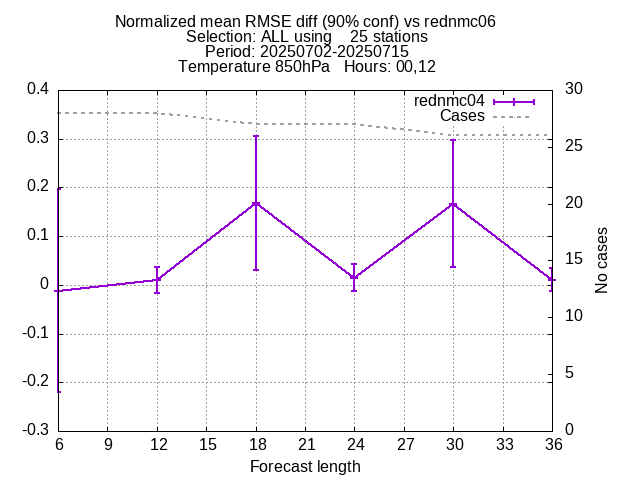 Normalized mean RMSE diff (90% conf) vs rednmc06
Selection: ALL using    25 stations
Period: 20250702-20250715
Temperature 850hPa   Hours: 00,12
rednmc04
Cases
0.4
0.3
0.2
0.1
0
-0.1
-0.2
-0.3
30
25
20
15
10
5
0
No cases
6 9 12 15 18 21 24 27 30 33 36
Forecast length